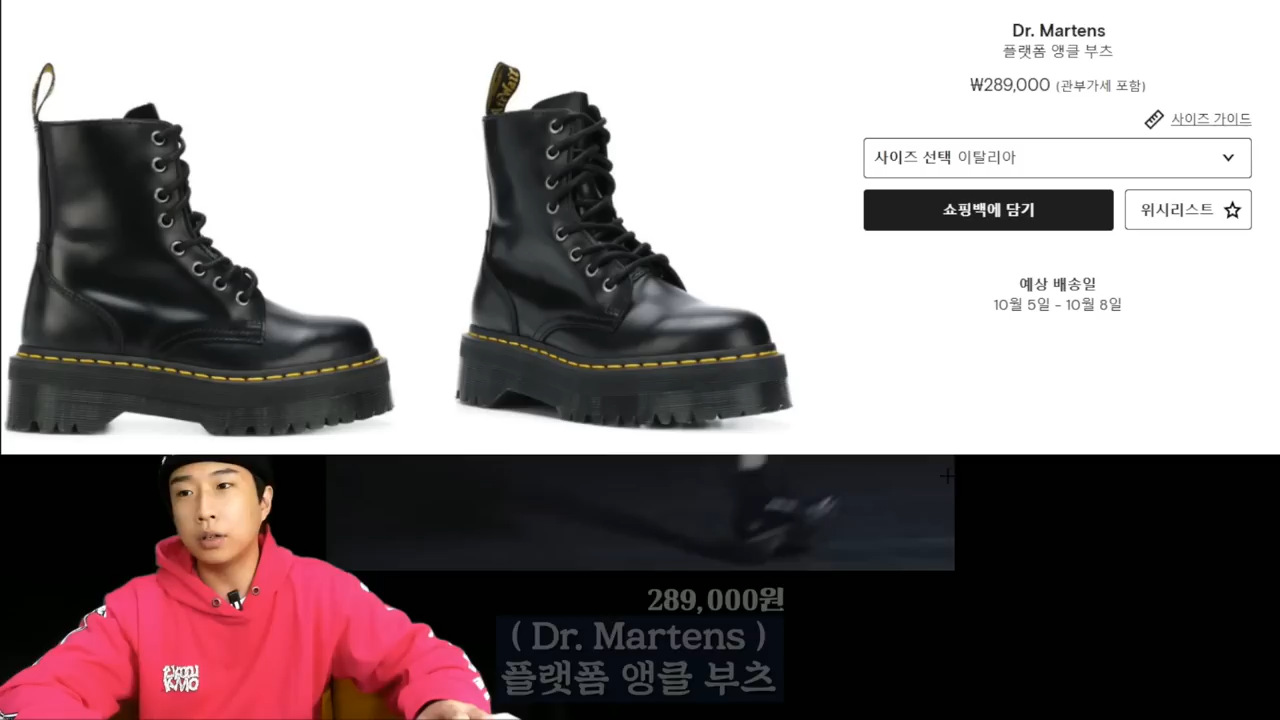 Dr. Martens
플랫폼 앵클 부츠
₩289,000 (관부가세 포함)
사이즈 가이드
사이즈 선택 이탈리아
쇼핑백에 담기
위시리스트
예상 배송일
10월 5일 - 10월 8일
289,000원
( Dr. Martens )
플랫폼 앵클 부츠